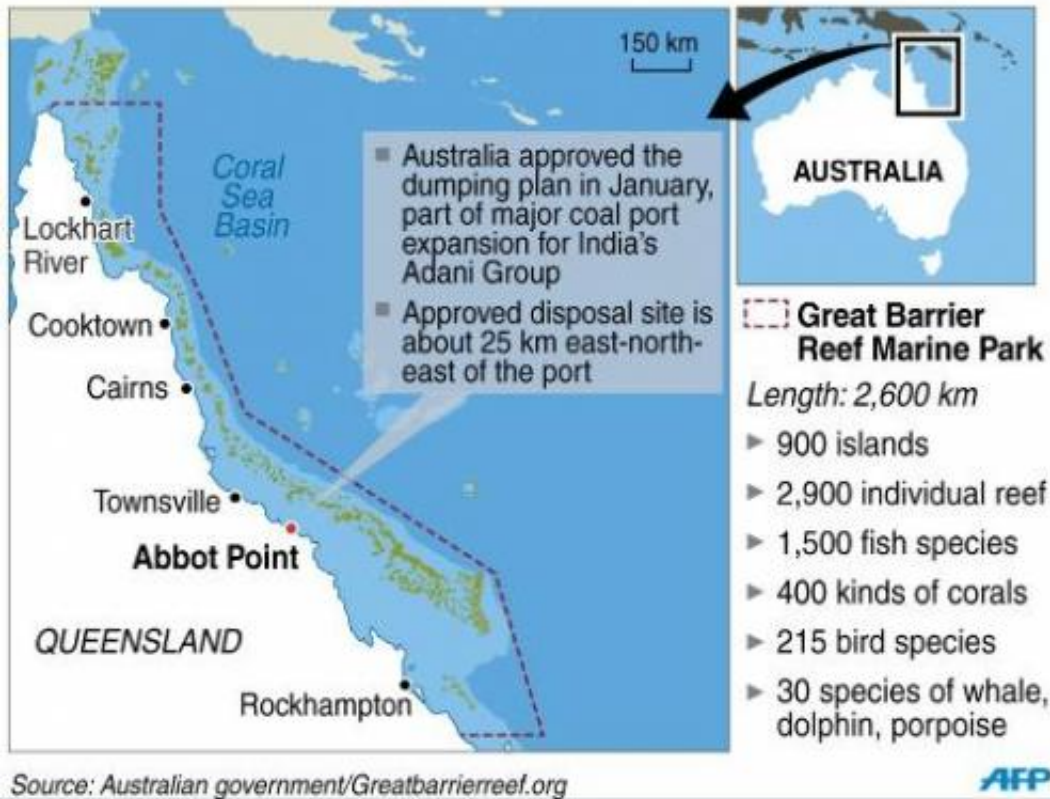 150 km
Coral
Sea
Basin
■ Australia approved the
dumping plan in January,
part of major coal port
expansion for India's
Adani Group
■ Approved disposal site is
about 25 km east-north-
east of the port
Lockhart
River
Cooktown
Cairns
Townsville
Abbot Point
QUEENSLAND
Rockhampton
AUSTRALIA
Great Barrier
Reef Marine Park
Length: 2,600 km
► 900 islands
► 2,900 individual reef
► 1,500 fish species
► 400 kinds of corals
► 215 bird species
► 30 species of whale,
dolphin, porpoise
Source: Australian government/Greatbarrierreef.org
AFP